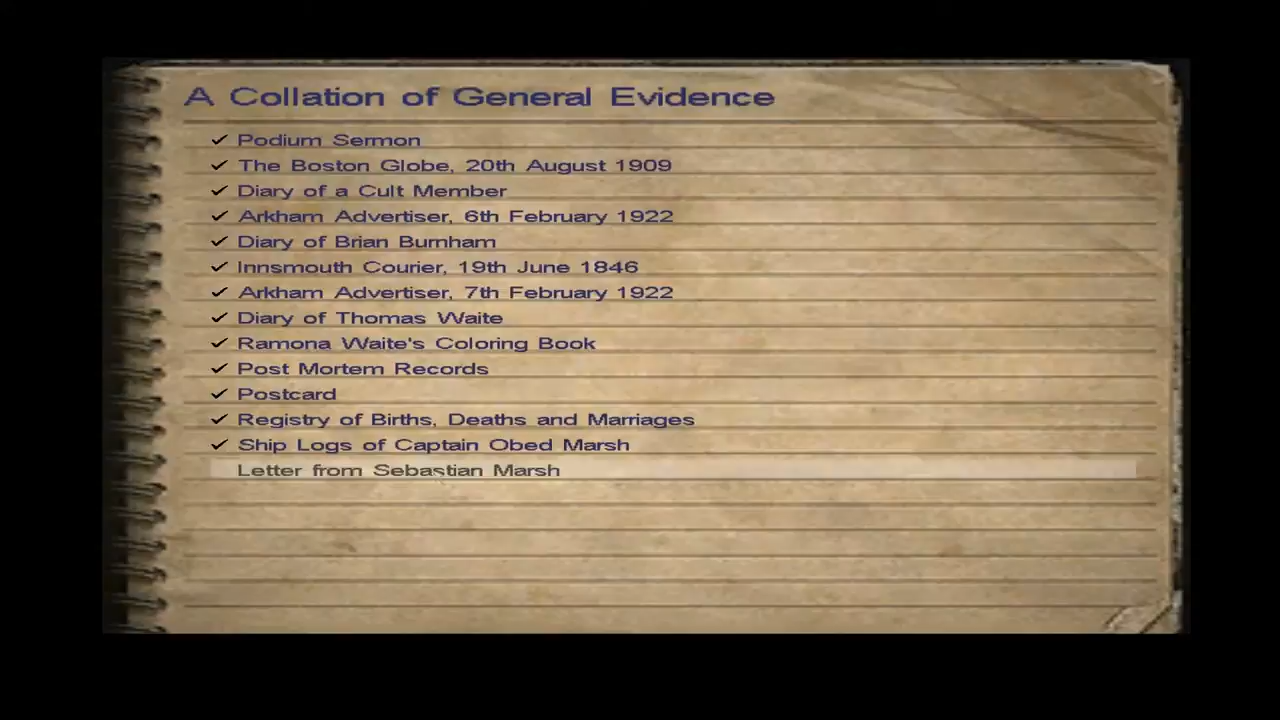 A Collation of General Evidence
✓ Podium Sermon
✓ The Boston Globe, 20th August 1909
✓ Diary of a Cult Member
✓ Arkham Advertiser, 6th February 1922
✓ Diary of Brian Burnham
✓ Innsmouth Courier, 19th June 1846
✓ Arkham Advertiser, 7th February 1922
✓ Diary of Thomas Waite
✓ Ramona Waite's Coloring Book
✓ Post Mortem Records
✓ Postcard
✓ Registry of Births, Deaths and Marriages
✓ Ship Logs of Captain Obed Marsh
Letter from Sebastian Marsh